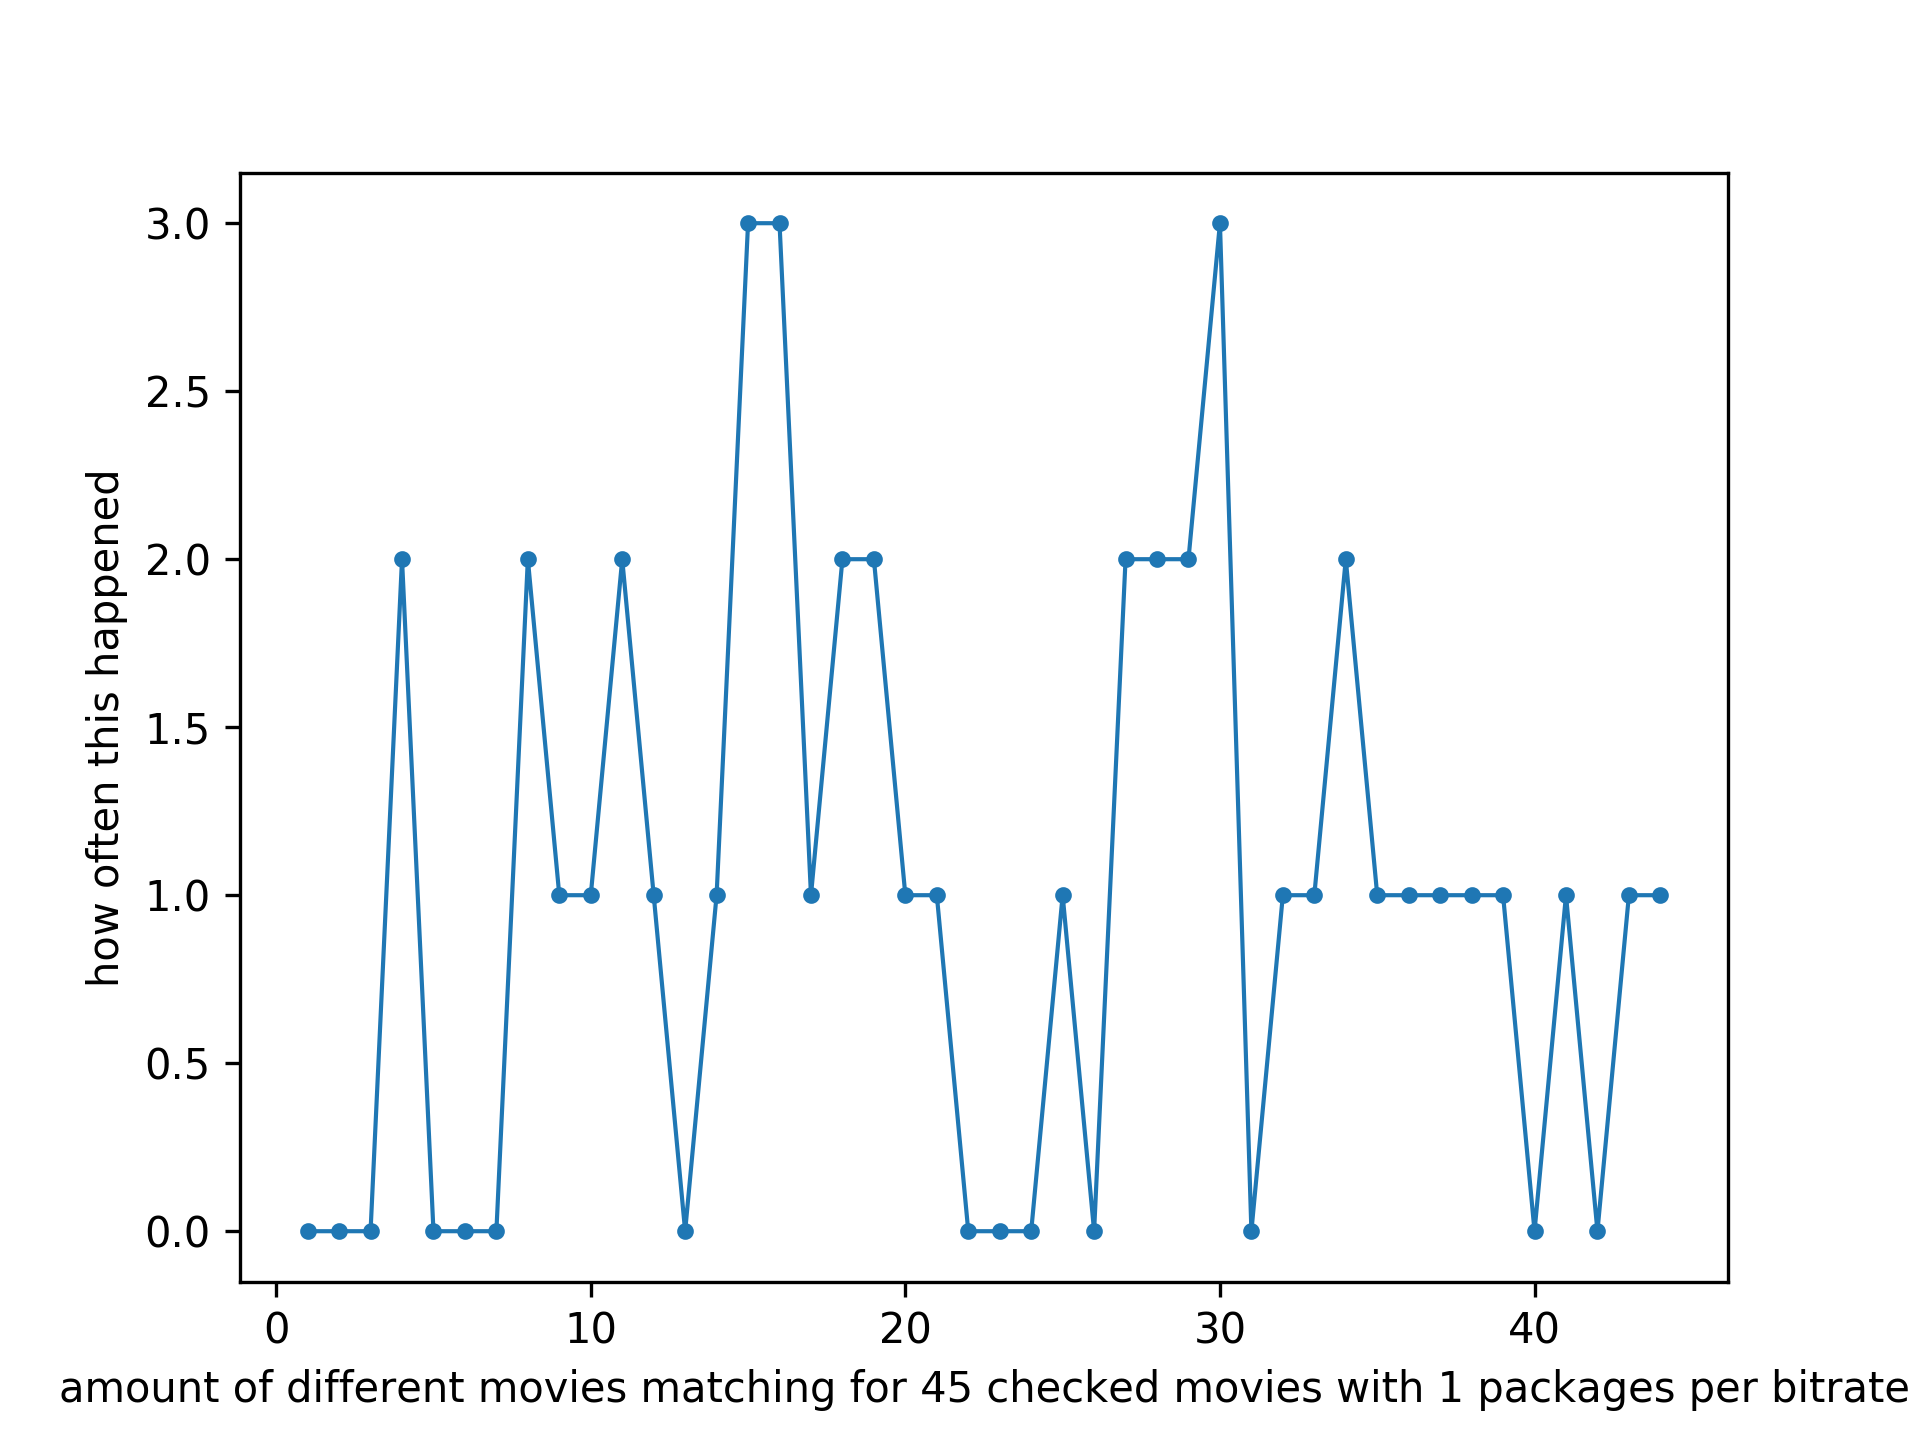 3.0
2.5
2.0
1.5
1.0
0.5
0.0
how often this happened
0 10 20 30 40
amount of different movies matching for 45 checked movies with 1 packages per bitrate